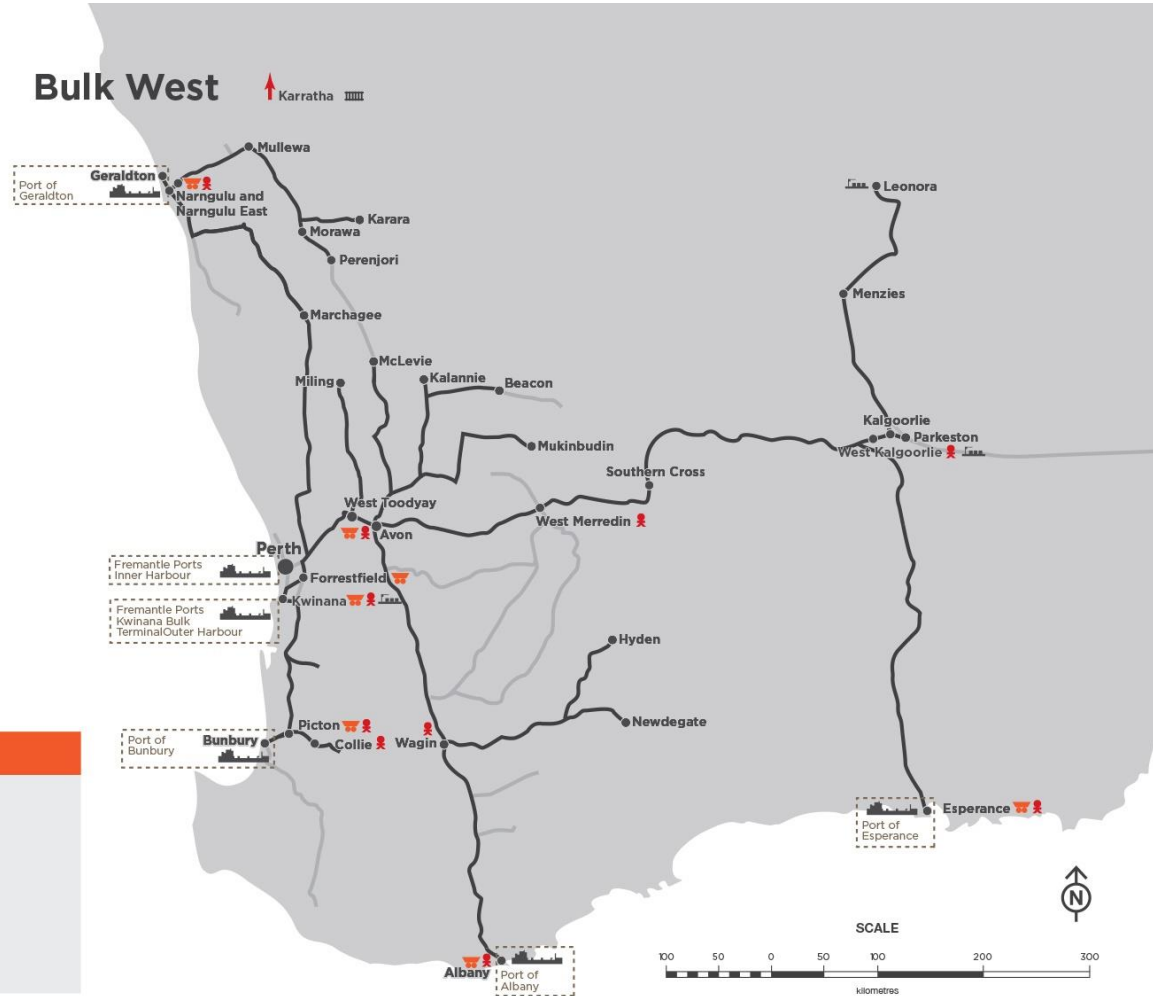 Bulk West
Karratha
Mullewa
Port of
Geraldton
Geraldton
Narngulu and
Narngulu East
Leonora
Karara
Morawa
Perenjori
Menzies
Marchagee
McLevie
Miling
Kalannie
Beacon
Kalgoorlie
Parkeston
West Kalgoorlie
Mukinbudin
Southern Cross
West Toodyay
West Merredin
Avon
Perth
Fremantle Ports
Inner Harbour
Forrestfield
Kwinana
Fremantle Ports
Kwinana Bulk
TerminalOuter Harbour
Hyden
Newdegate
Picton
Port of
Bunbury
Bunbury
Collie
Wagin
Esperance
Port of
Esperance
N
SCALE
100 50 0 50 100 200 300
kilometres
Albany
Port of
Albany